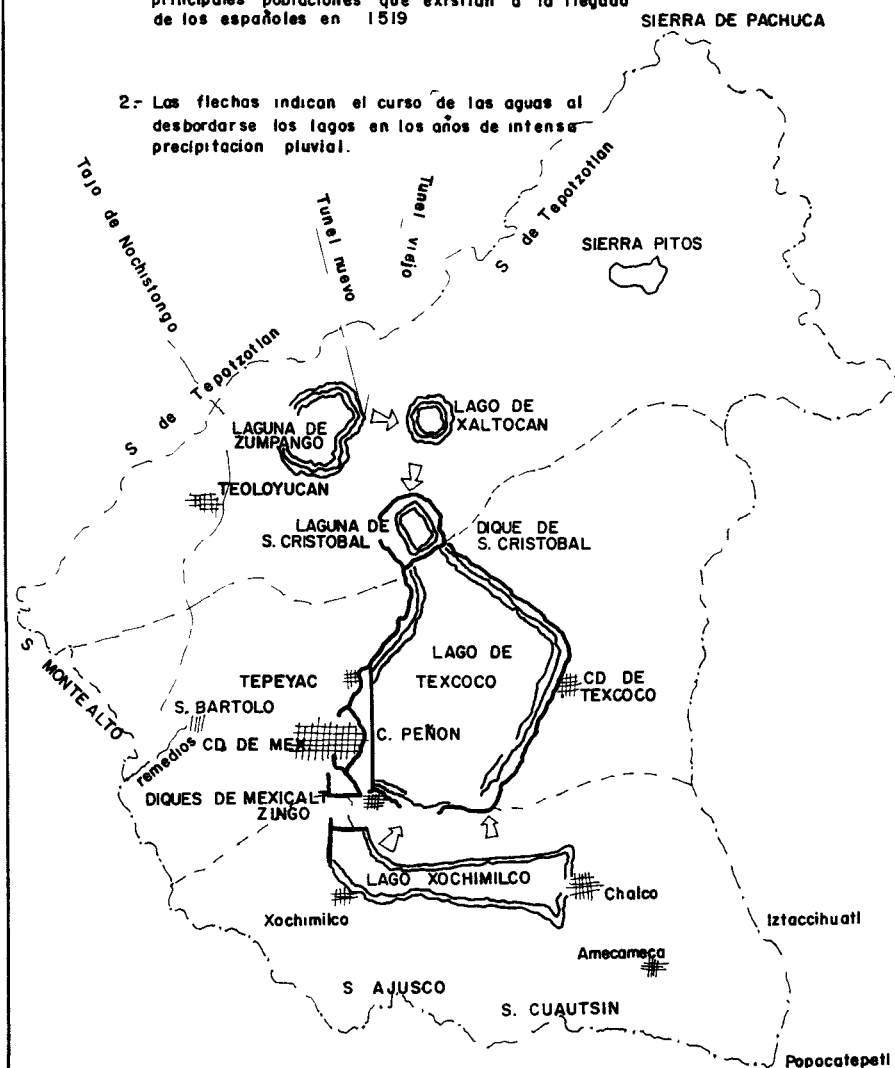 principales poblaciones que existian a la llegada
de los españoles en 1519
SIERRA DE PACHUCA
2.- Las flechas indican el curso de las aguas al
desbordarse los lagos en los años de intensa
precipitacion pluvial.
Tajo de Nochistongo
Tunel nuevo
Tunel viejo
S de Tepotzotlan
SIERRA PITOS
S de Tepotzotlan
LAGUNA DE
ZUMPANGO
LAGO DE
XALTOCAN
TEOLOYUCAN
LAGUNA DE
S. CRISTOBAL
DIQUE DE
S. CRISTOBAL
S MONTEALTO
LAGO DE
TEXCOCO
TEPEYAC
CD DE
TEXCOCO
S. BARTOLO
remedios
CD. DE MEX
C. PEÑON
DIQUES DE MEXICALT
ZINGO
LAGO XOCHIMILCO
Chalco
Xochimilco
Iztaccihuatl
Amecameca
S AJUSCO
S. CUAUTSIN
Popocatepetl